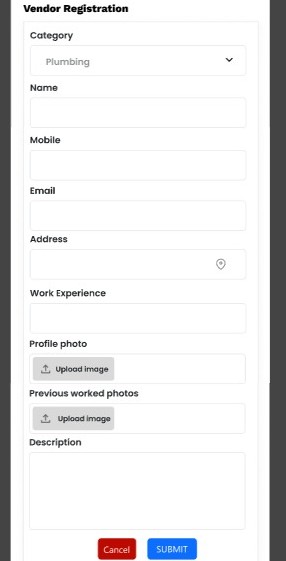 Vendor Registration
Category
Plumbing
Name
Mobile
Email
Address
Work Experience
Profile photo
Upload image
Previous worked photos
Upload image
Description
Cancel SUBMIT